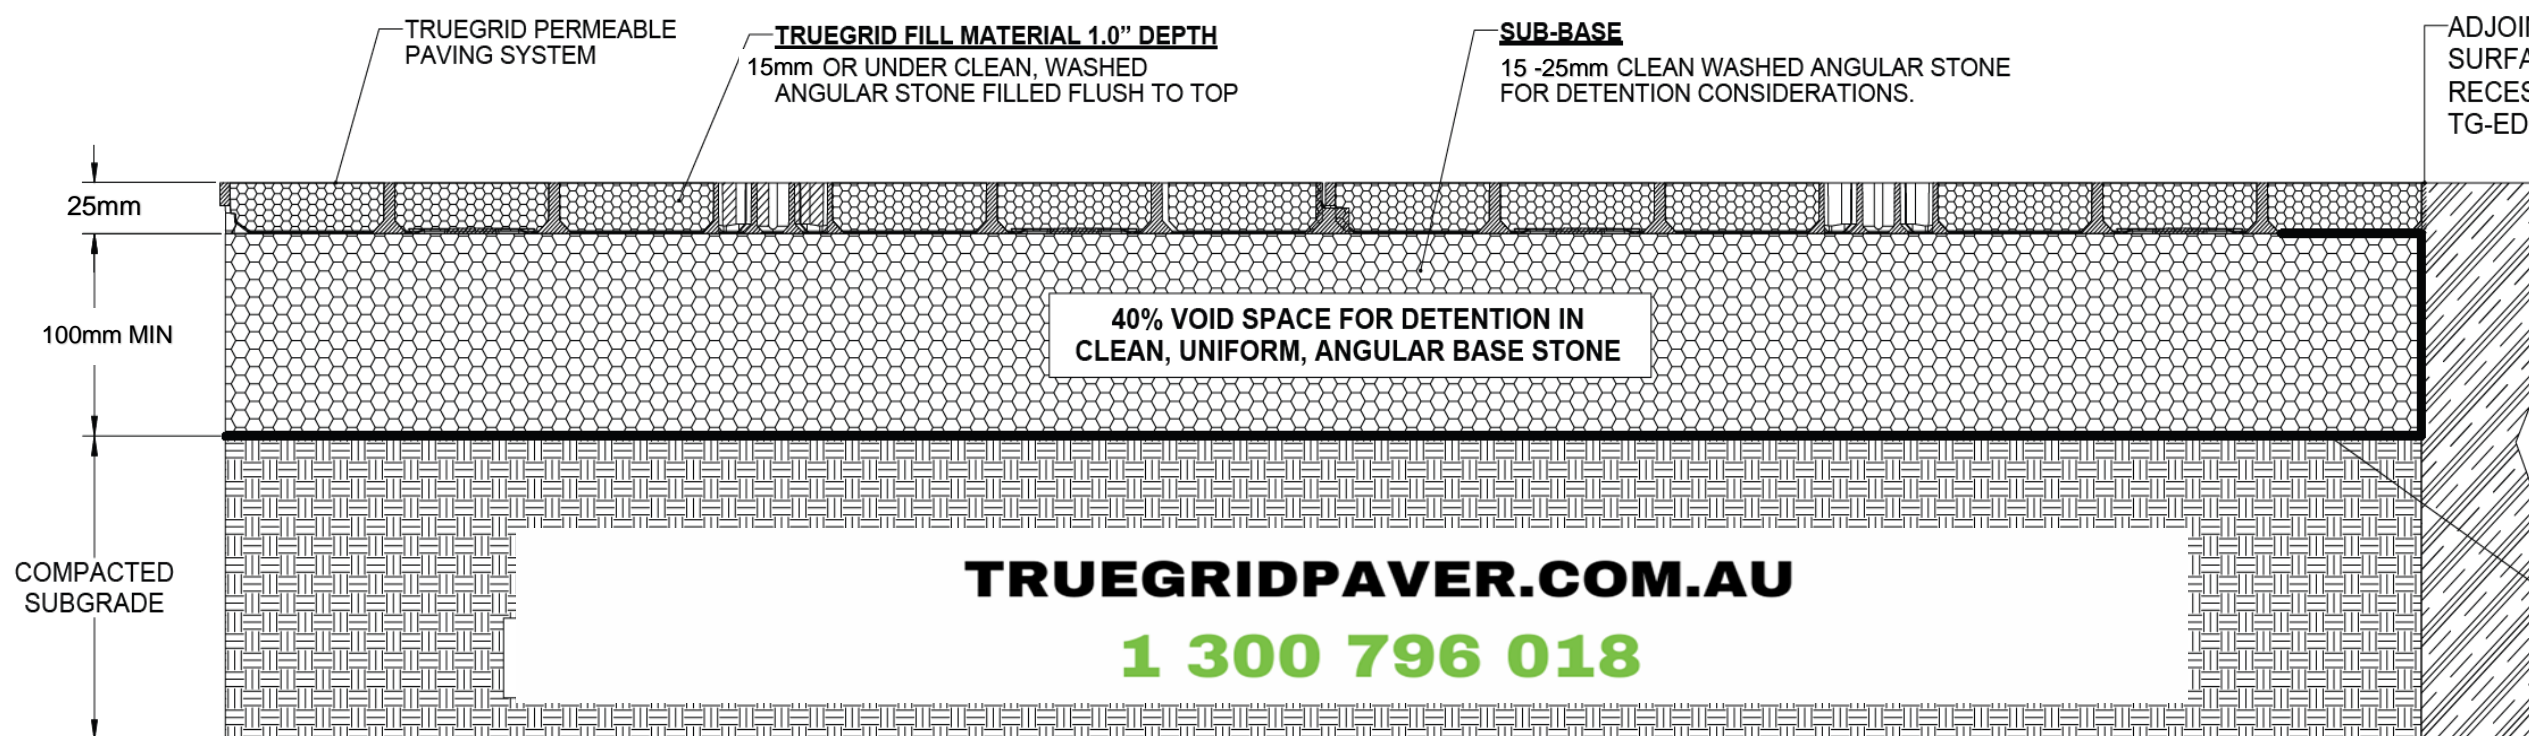 TRUEGRID PERMEABLE
PAVING SYSTEM
TRUEGRID FILL MATERIAL 1.0” DEPTH
15mm OR UNDER CLEAN, WASHED
ANGULAR STONE FILLED FLUSH TO TOP
SUB-BASE
15 -25mm CLEAN WASHED ANGULAR STONE
FOR DETENTION CONSIDERATIONS.
25mm
100mm MIN
40% VOID SPACE FOR DETENTION IN
CLEAN, UNIFORM, ANGULAR BASE STONE
COMPACTED
SUBGRADE
TRUEGRIDPAVER.COM.AU
1 300 796 018